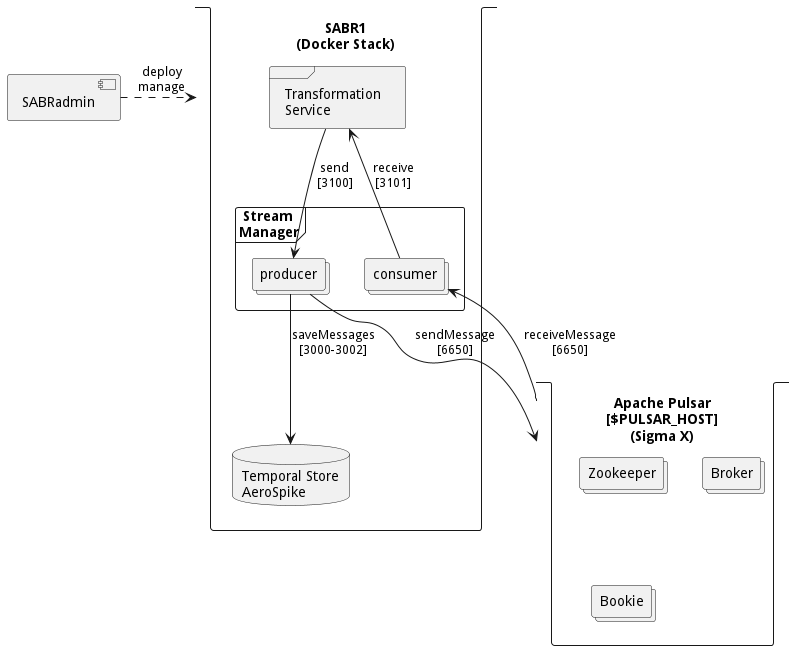 SABR1
(Docker Stack)
deploy
manage
SABRadmin
Transformation
Service
send
[3100]
receive
[3101]
Stream
Manager
producer
consumer
saveMessages
[3000-3002]
sendMessage
[6650]
receiveMessage
[6650]
Apache Pulsar
[$PULSAR_HOST]
(Sigma X)
Temporal Store
AeroSpike
Zookeeper
Broker
Bookie